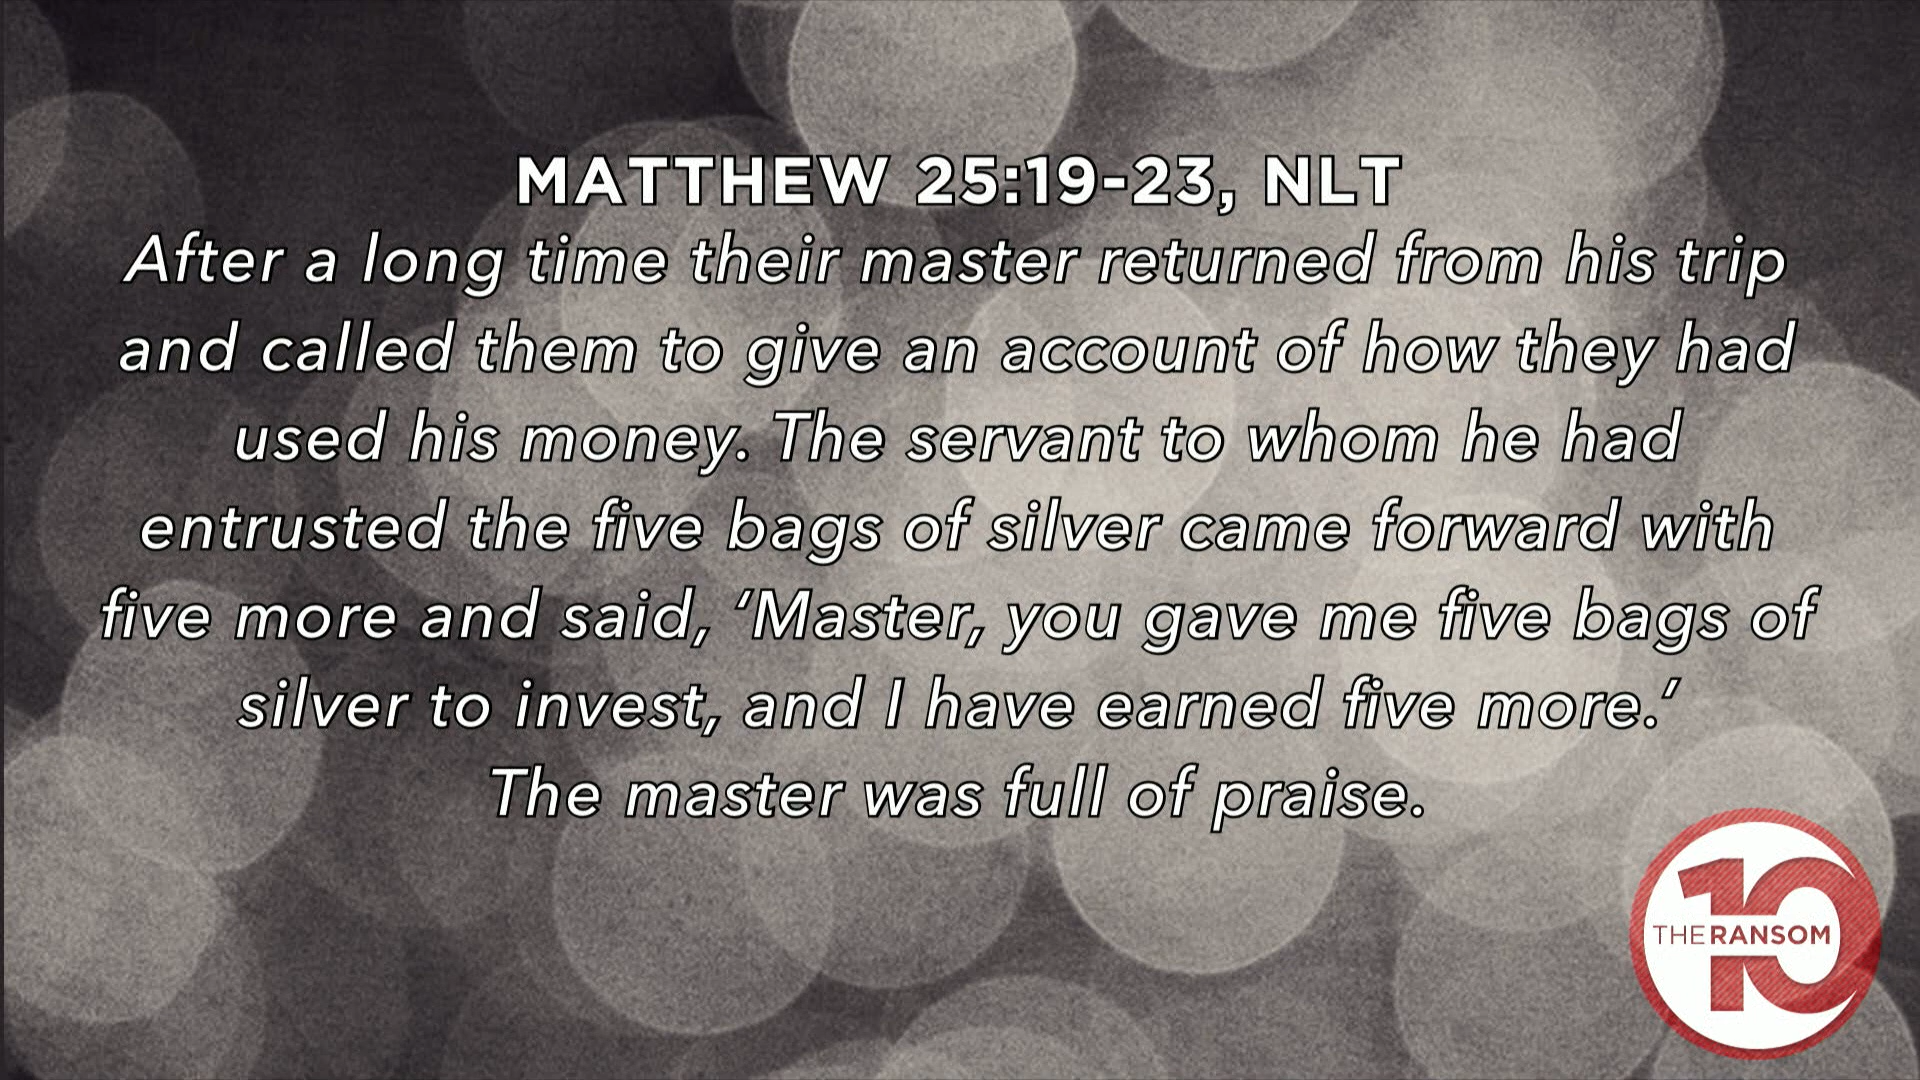 MATTHEW 25:19-23, NLT
After a long time their master returned from his trip
and called them to give an account of how they had
used his money. The servant to whom he had
entrusted the five bags of silver came forward with
five more and said, ‘Master, you gave me five bags of
silver to invest, and I have earned five more.’
The master was full of praise.
10
THERANSOM